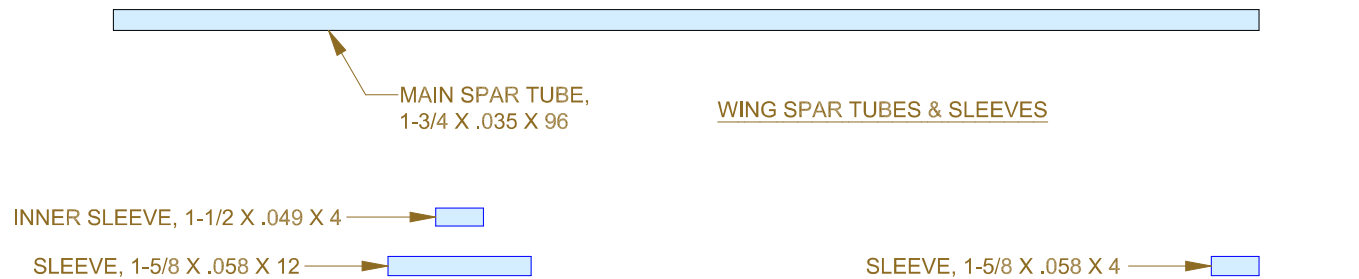 MAIN SPAR TUBE,
1-3/4 X .035 X 96
WING SPAR TUBES & SLEEVES
INNER SLEEVE, 1-1/2 X .049 X 4
SLEEVE, 1-5/8 X .058 X 12
SLEEVE, 1-5/8 X .058 X 4